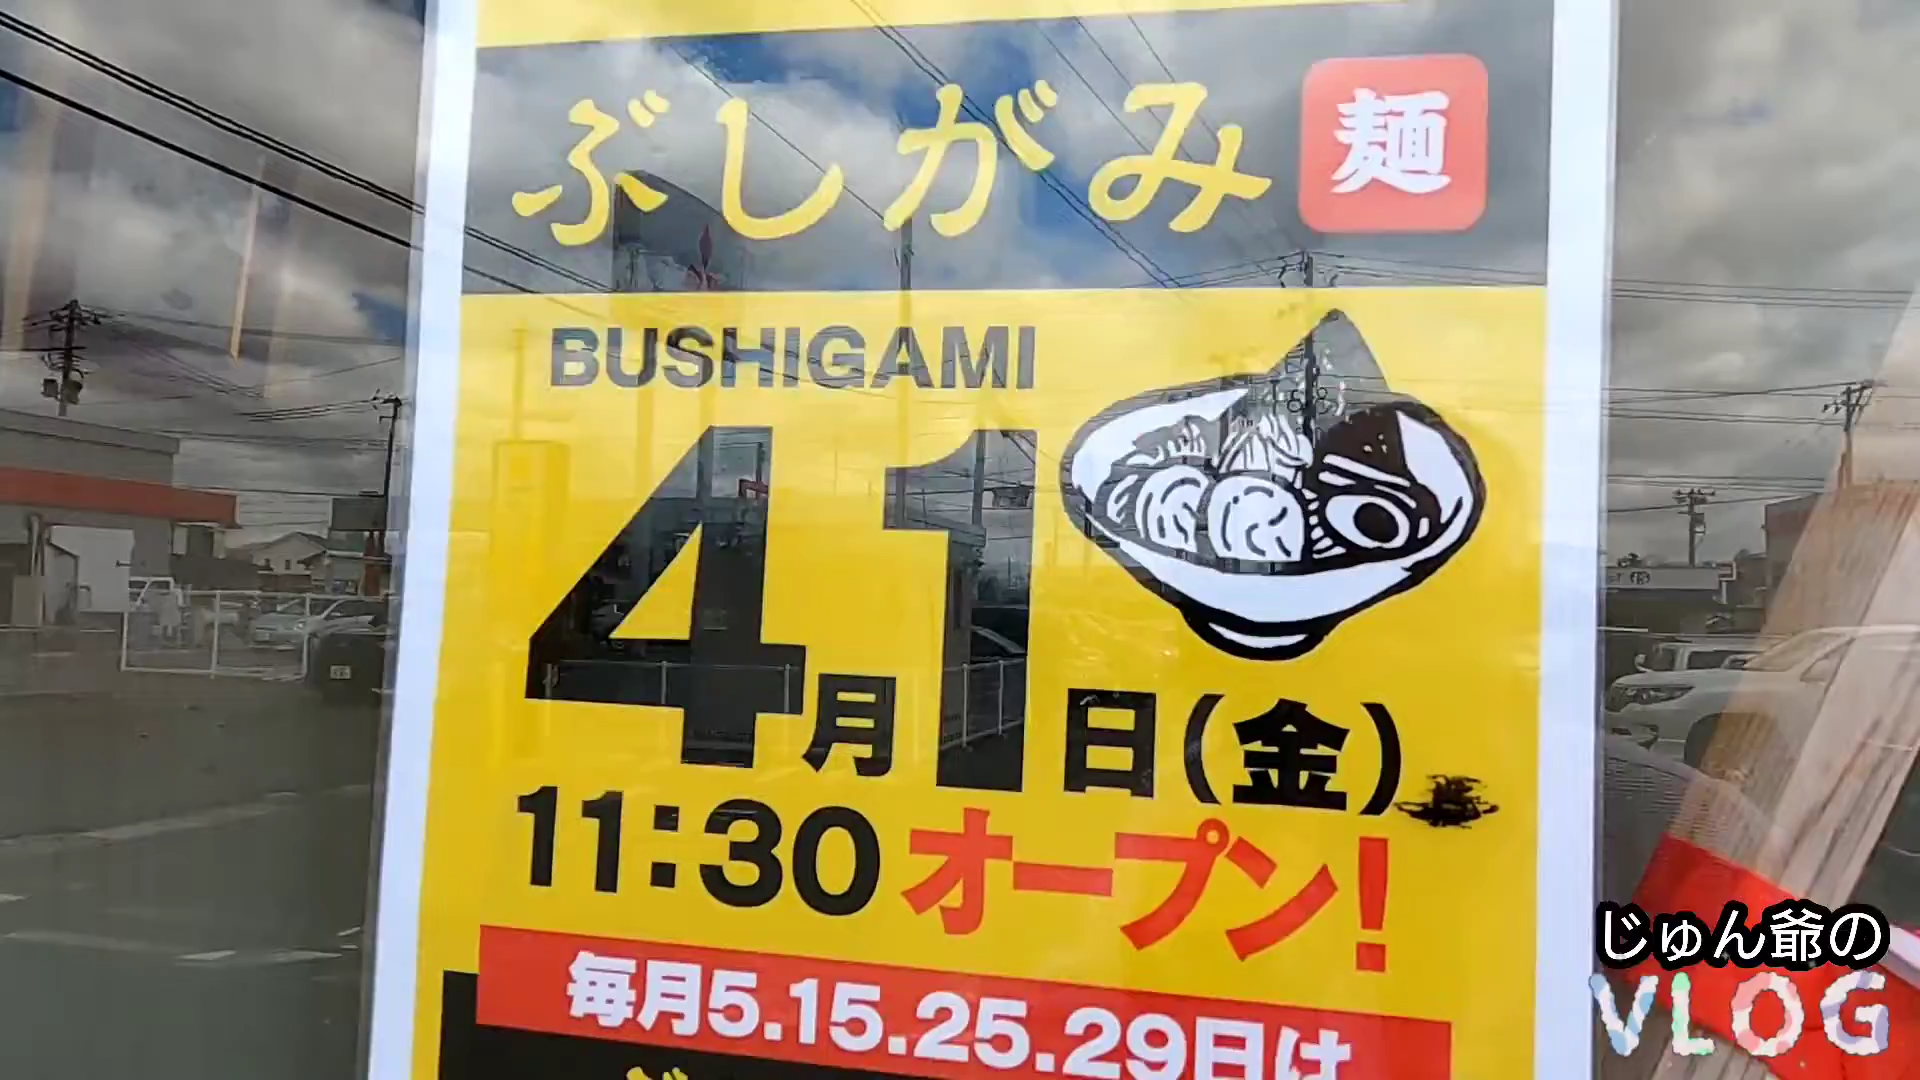 ぶしがみ 麺
BUSHIGAMI
4月1日(金)
11:30オープン!
毎月5.15.25.29日は
じゅん爺の
VLOG